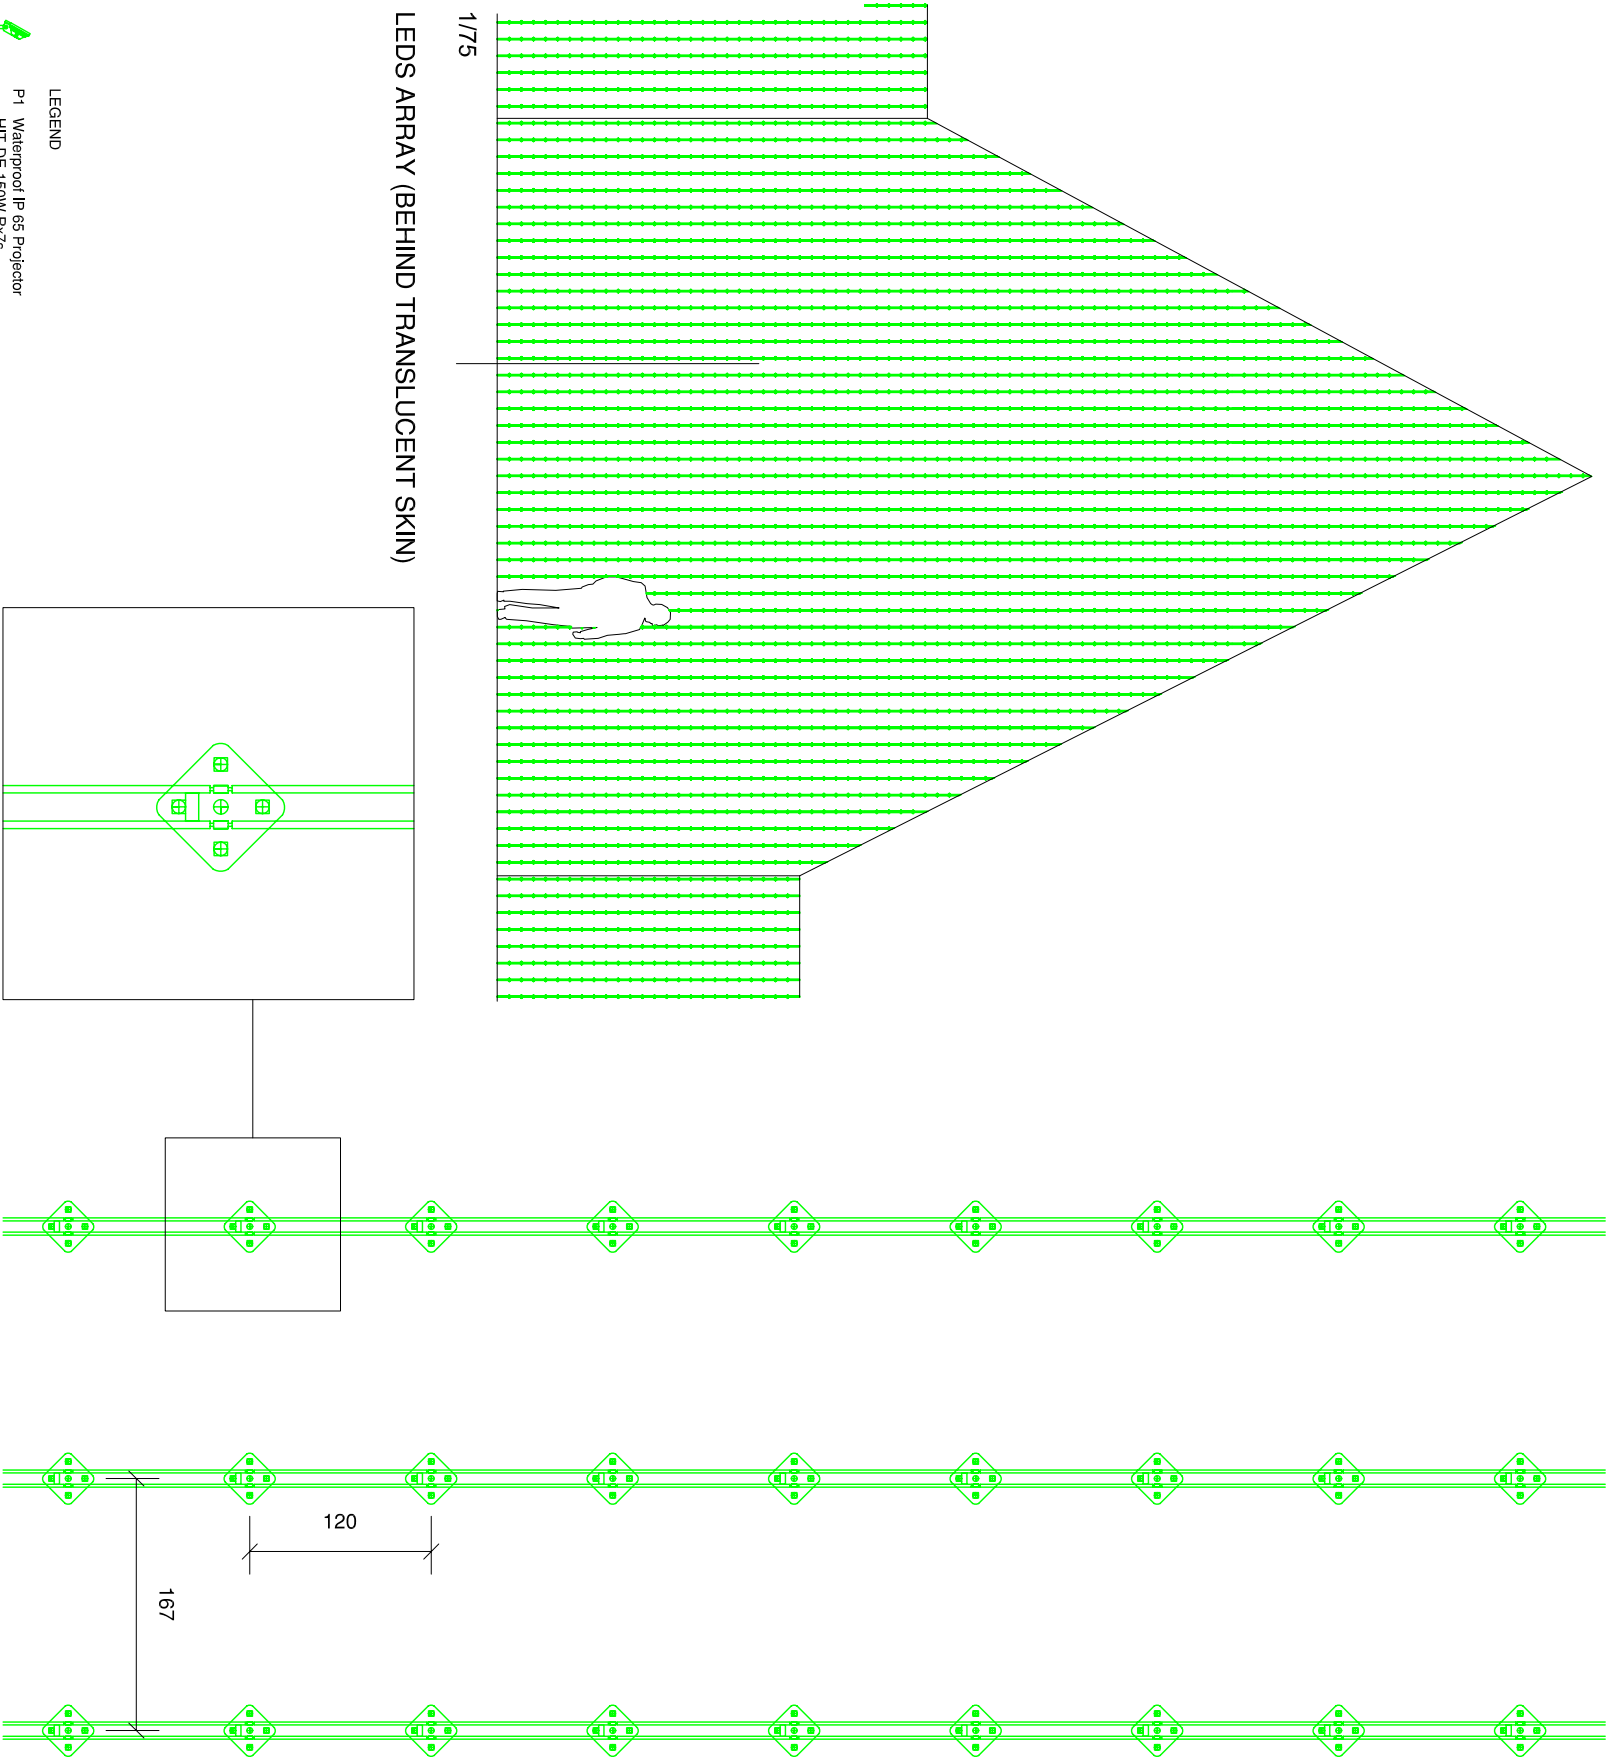 1/75
LEDS ARRAY (BEHIND TRANSLUCENT SKIN)
LEGEND
P1 Waterproof IP 65 Projector
120
167